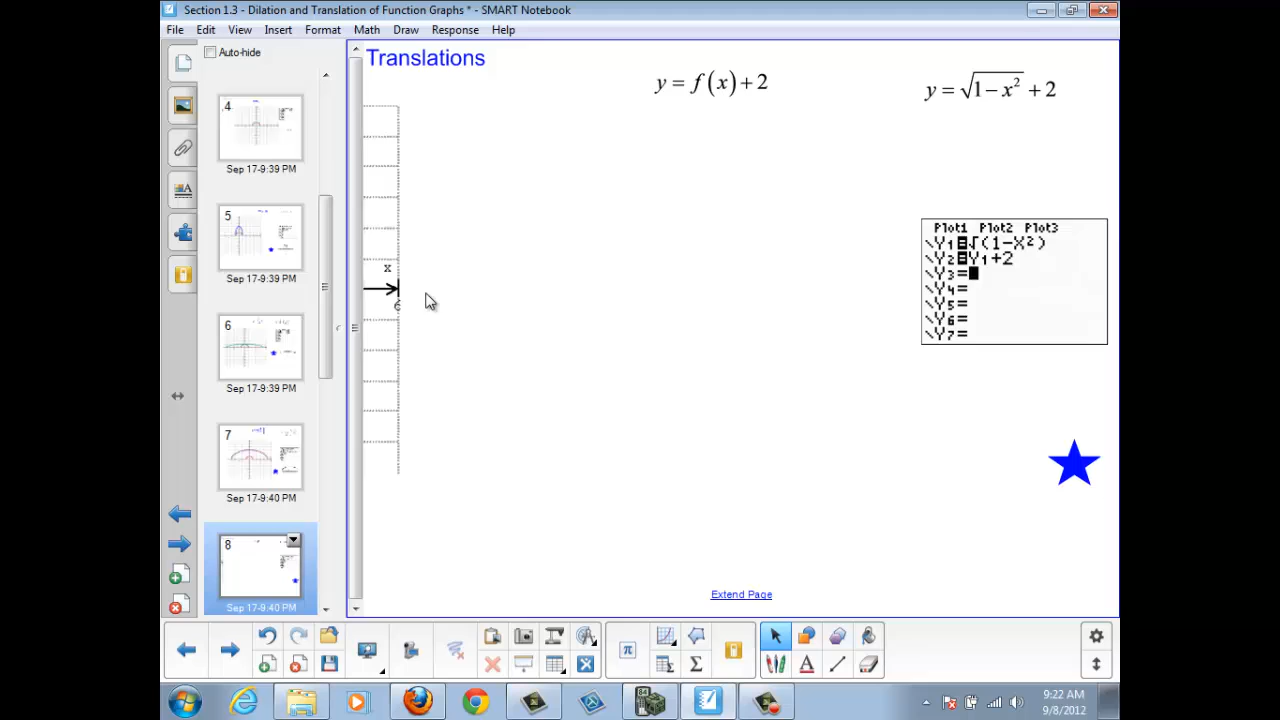 Section 1.3 - Dilation and Translation of Function Graphs * - SMART Notebook
File Edit View Insert Format Math Draw Response Help
Auto-hide
4
Sep 17-9:39 PM
5
Sep 17-9:39 PM
6
Sep 17-9:39 PM
7
Sep 17-9:40 PM
8
Sep 17-9:40 PM
Translations
y = f(x)+2
y = √(1−x²) + 2
x
Plot1 Plot2 Plot3
\Y1=√(1-X²)
\Y2=Y1+2
\Y3=
\Y4=
\Y5=
\Y6=
\Y7=
Extend Page
9:22 AM
9/8/2012